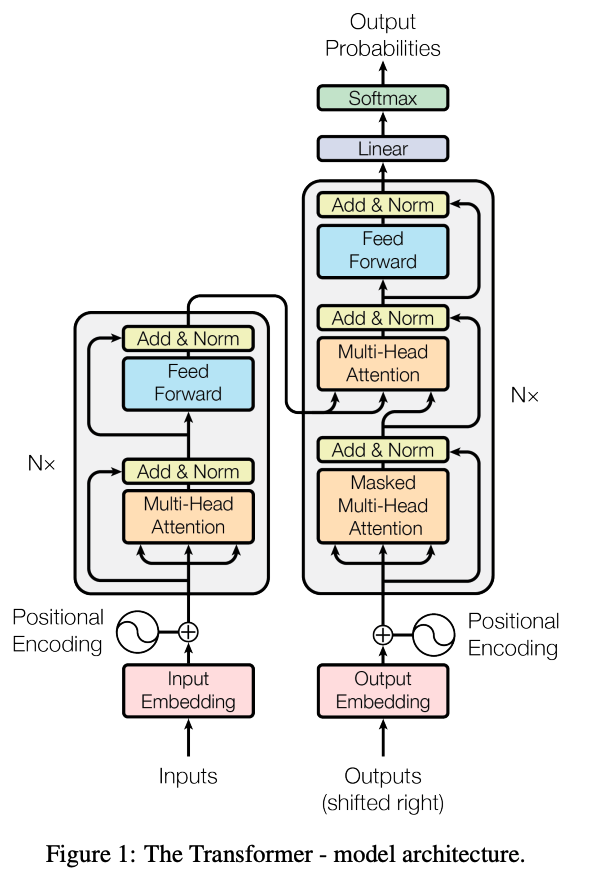 Output
Probabilities
Softmax
Linear
Add & Norm
Feed
Forward
Add & Norm
Multi-Head
Attention
Add & Norm
Masked
Multi-Head
Attention
N×
Positional
Encoding
Output
Embedding
Outputs
(shifted right)
Add & Norm
Feed
Forward
Add & Norm
Multi-Head
Attention
N×
Positional
Encoding
Input
Embedding
Inputs
Figure 1: The Transformer - model architecture.